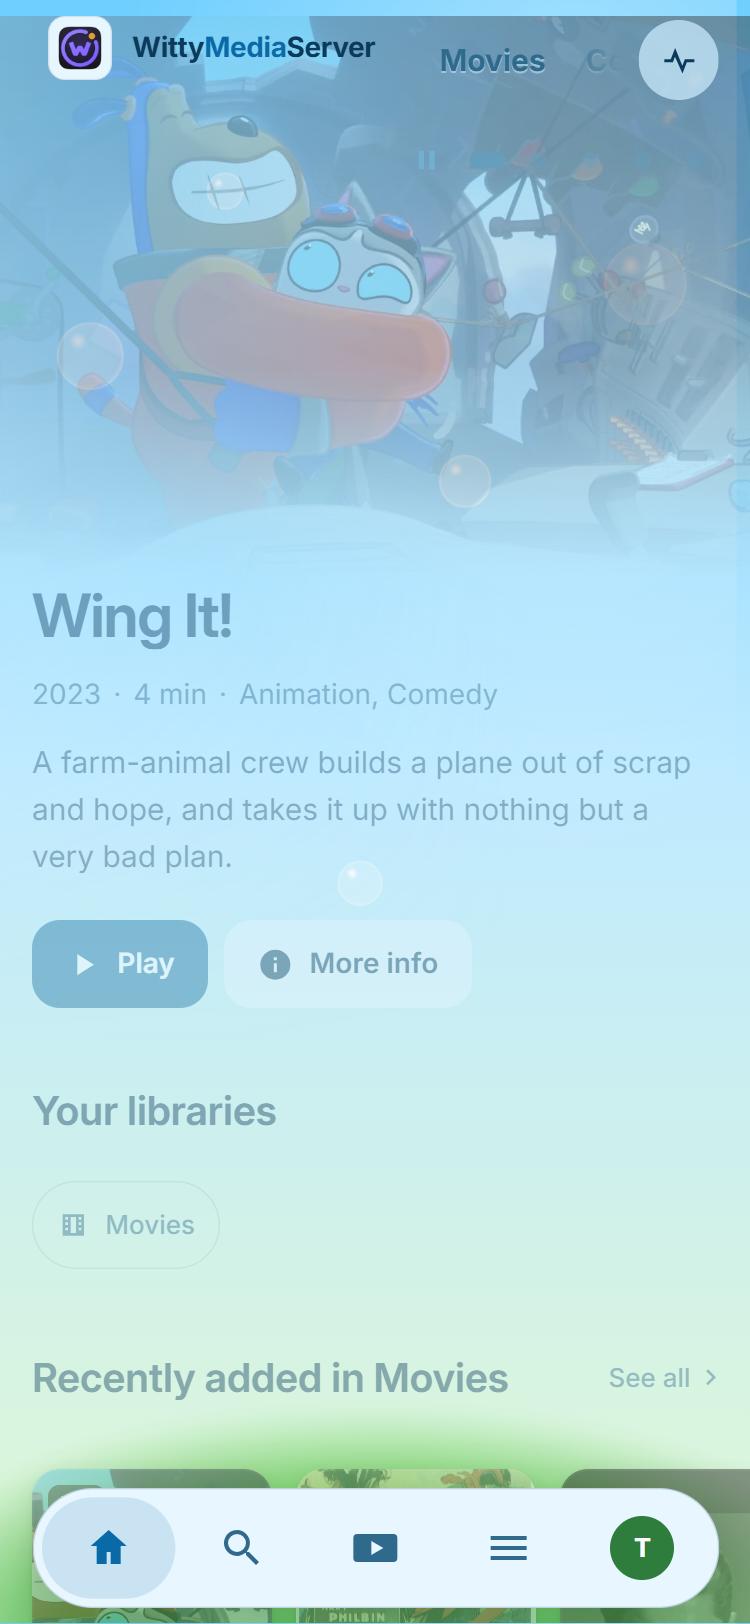 WittyMediaServer
Movies
Wing It!
2023 · 4 min · Animation, Comedy
A farm-animal crew builds a plane out of scrap
and hope, and takes it up with nothing but a
very bad plan.
Play
More info
Your libraries
Movies
Recently added in Movies
See all
PHILBIN
T